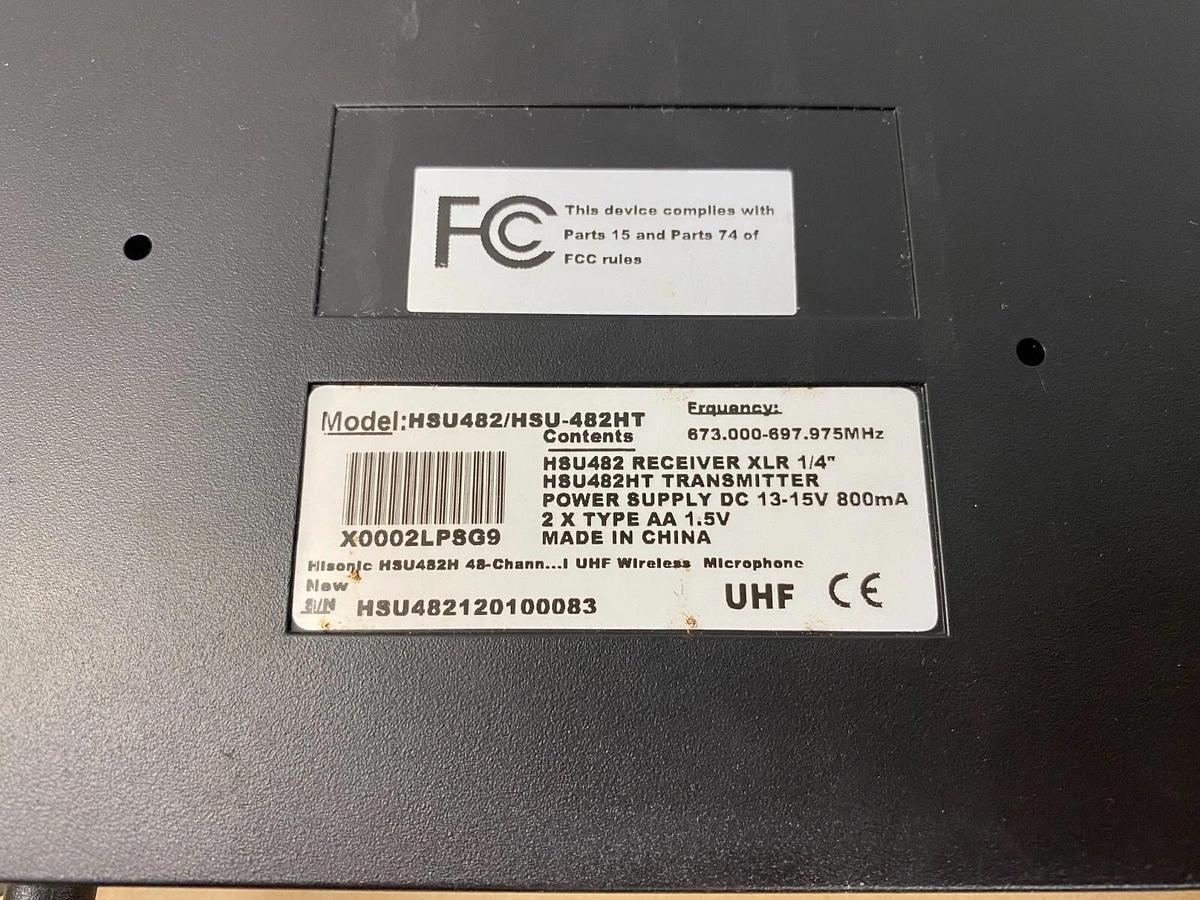 FCC
This device complies with
Parts 15 and Parts 74 of
FCC rules
Model:HSU482/HSU-482HT
Erquency:
673.000-697.975MHz
Contents
HSU482 RECEIVER XLR 1/4"
HSU482HT TRANSMITTER
POWER SUPPLY DC 13-15V 800mA
2 X TYPE AA 1.5V
MADE IN CHINA
X0002LPSG9
Hisonic HSU482H 48-Chann...l UHF Wireless Microphone
New
S/N HSU482120100083
UHF CE